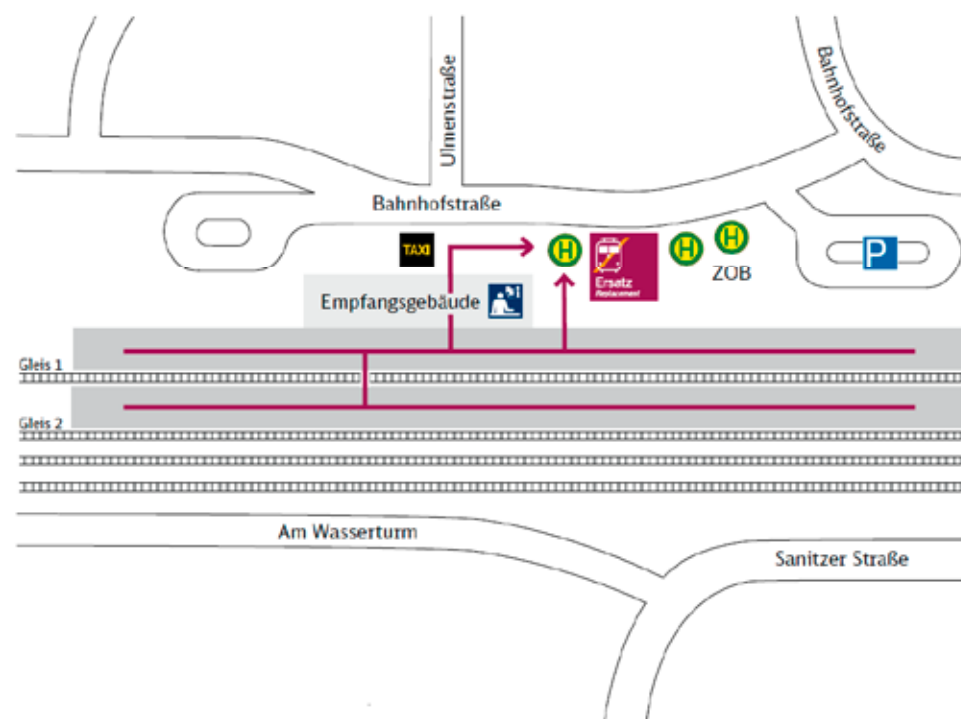 Ulmenstraße
Bahnhofstraße
Bahnhofstraße
TAXI
H
Ersatz
Replacement
H
H
ZOB
P
Empfangsgebäude
Gleis 1
Gleis 2
Am Wasserturm
Sanitzer Straße